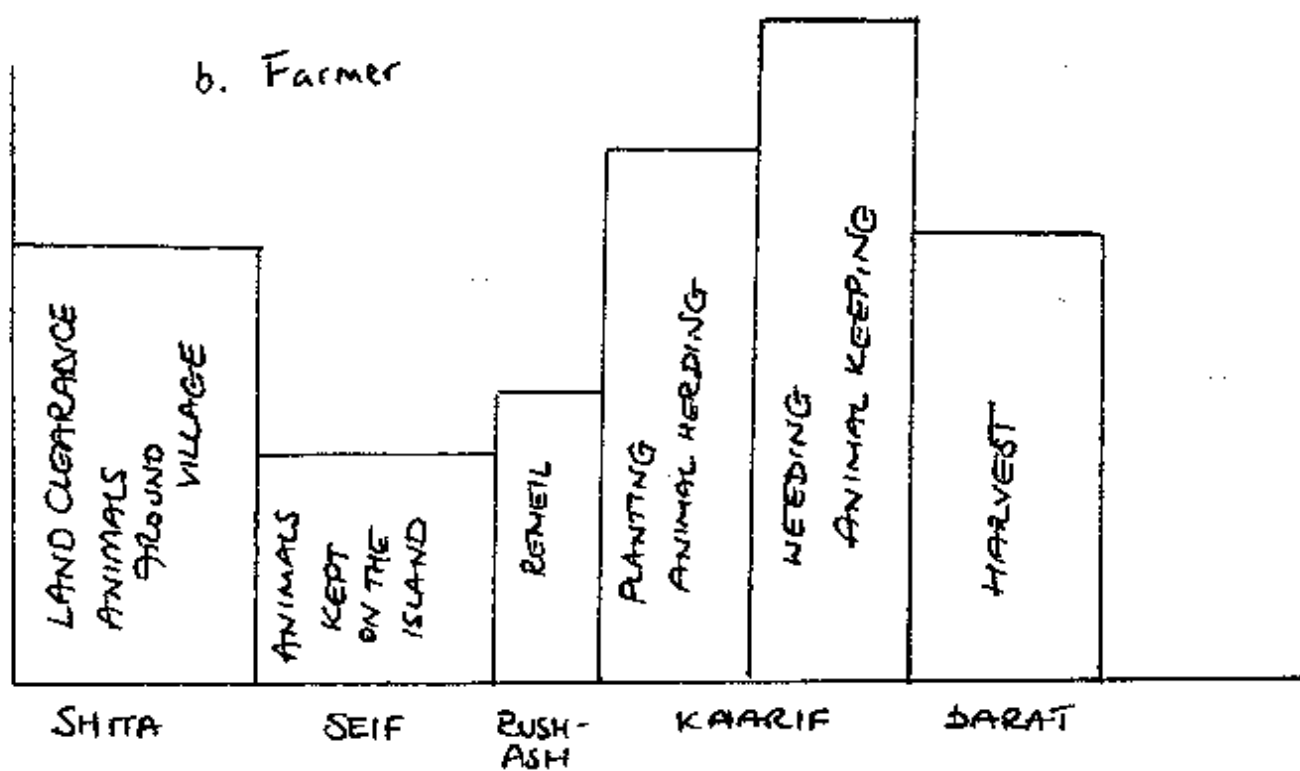 b. Farmer
LAND CLEARANCE
ANIMALS
AROUND
VILLAGE
ANIMALS
KEPT
ON THE
ISLAND
REMEIL
PLANTING
ANIMAL HERDING
WEEDING
ANIMAL KEEPING
HARVEST
SHITA
SEIF
RUSH-
ASH
KAARIF
DARAT